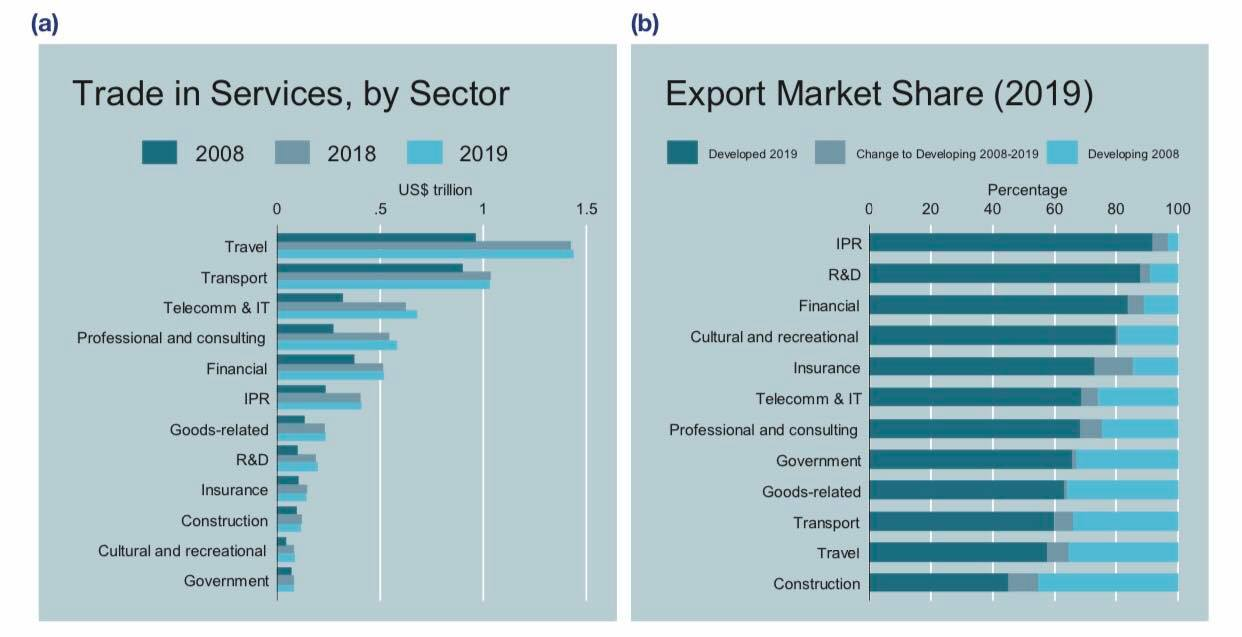 (a)
Trade in Services, by Sector
2008 2018 2019
US$ trillion
0 .5 1 1.5
Travel
Transport
Telecomm & IT
Professional and consulting
Financial
IPR
Goods-related
R&D
Insurance
Construction
Cultural and recreational
Government
(b)
Export Market Share (2019)
Developed 2019 Change to Developing 2008-2019 Developing 2008
Percentage
0 20 40 60 80 100
IPR
R&D
Financial
Cultural and recreational
Insurance
Telecomm & IT
Professional and consulting
Government
Goods-related
Transport
Travel
Construction